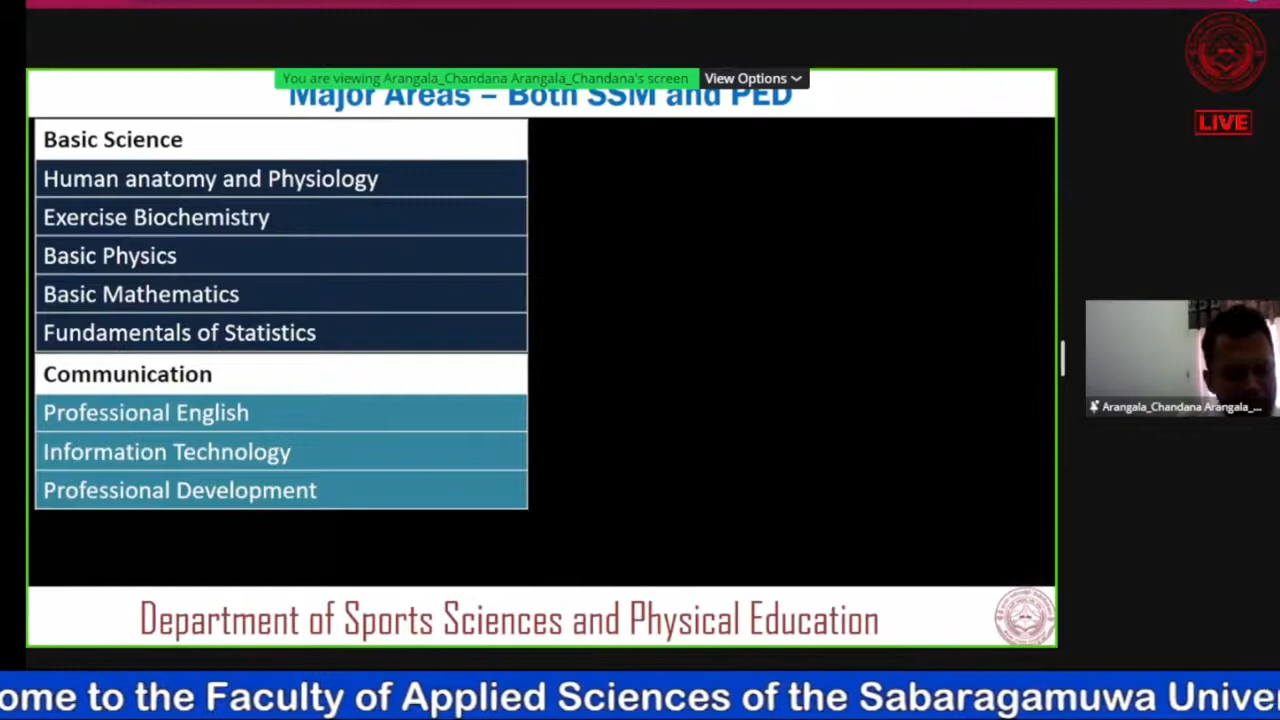 You are viewing Arangala_Chandana Arangala_Chandana's screen
View Options
LIVE
Major Areas – Both SSM and PED
Basic Science
Human anatomy and Physiology
Exercise Biochemistry
Basic Physics
Basic Mathematics
Fundamentals of Statistics
Communication
Professional English
Information Technology
Professional Development
Arangala_Chandana Arangala_...
Department of Sports Sciences and Physical Education
ome to the Faculty of Applied Sciences of the Sabaragamuwa Univer